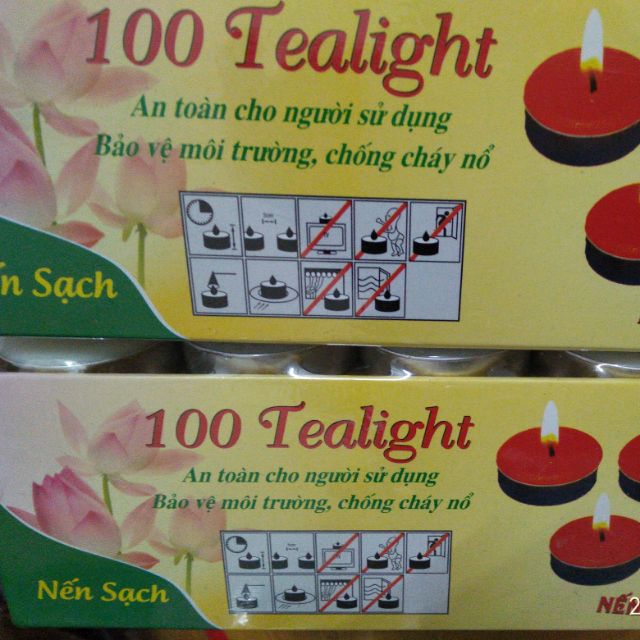 100 Tealight
An toàn cho người sử dụng
Bảo vệ môi trường, chống cháy nổ
Sạch
100 Tealight
An toàn cho người sử dụng
Bảo vệ môi trường, chống cháy nổ
Nến Sạch